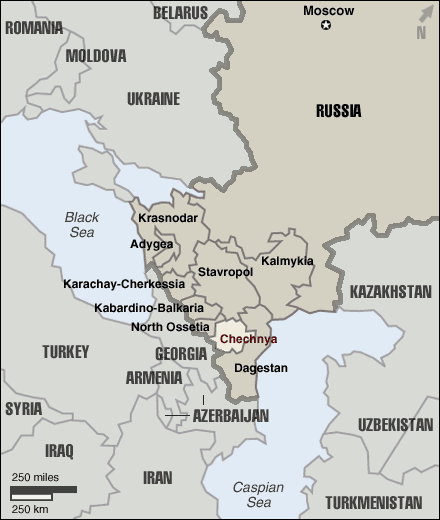 BELARUS
Moscow
N
ROMANIA
MOLDOVA
UKRAINE
RUSSIA
Krasnodar
Black
Sea
Adygea
Kalmykia
Stavropol
Karachay-Cherkessia
KAZAKHSTAN
Kabardino-Balkaria
North Ossetia
Chechnya
TURKEY
GEORGIA
Dagestan
ARMENIA
SYRIA
AZERBAIJAN
UZBEKISTAN
IRAQ
IRAN
250 miles
250 km
Caspian
Sea
TURKMENISTAN